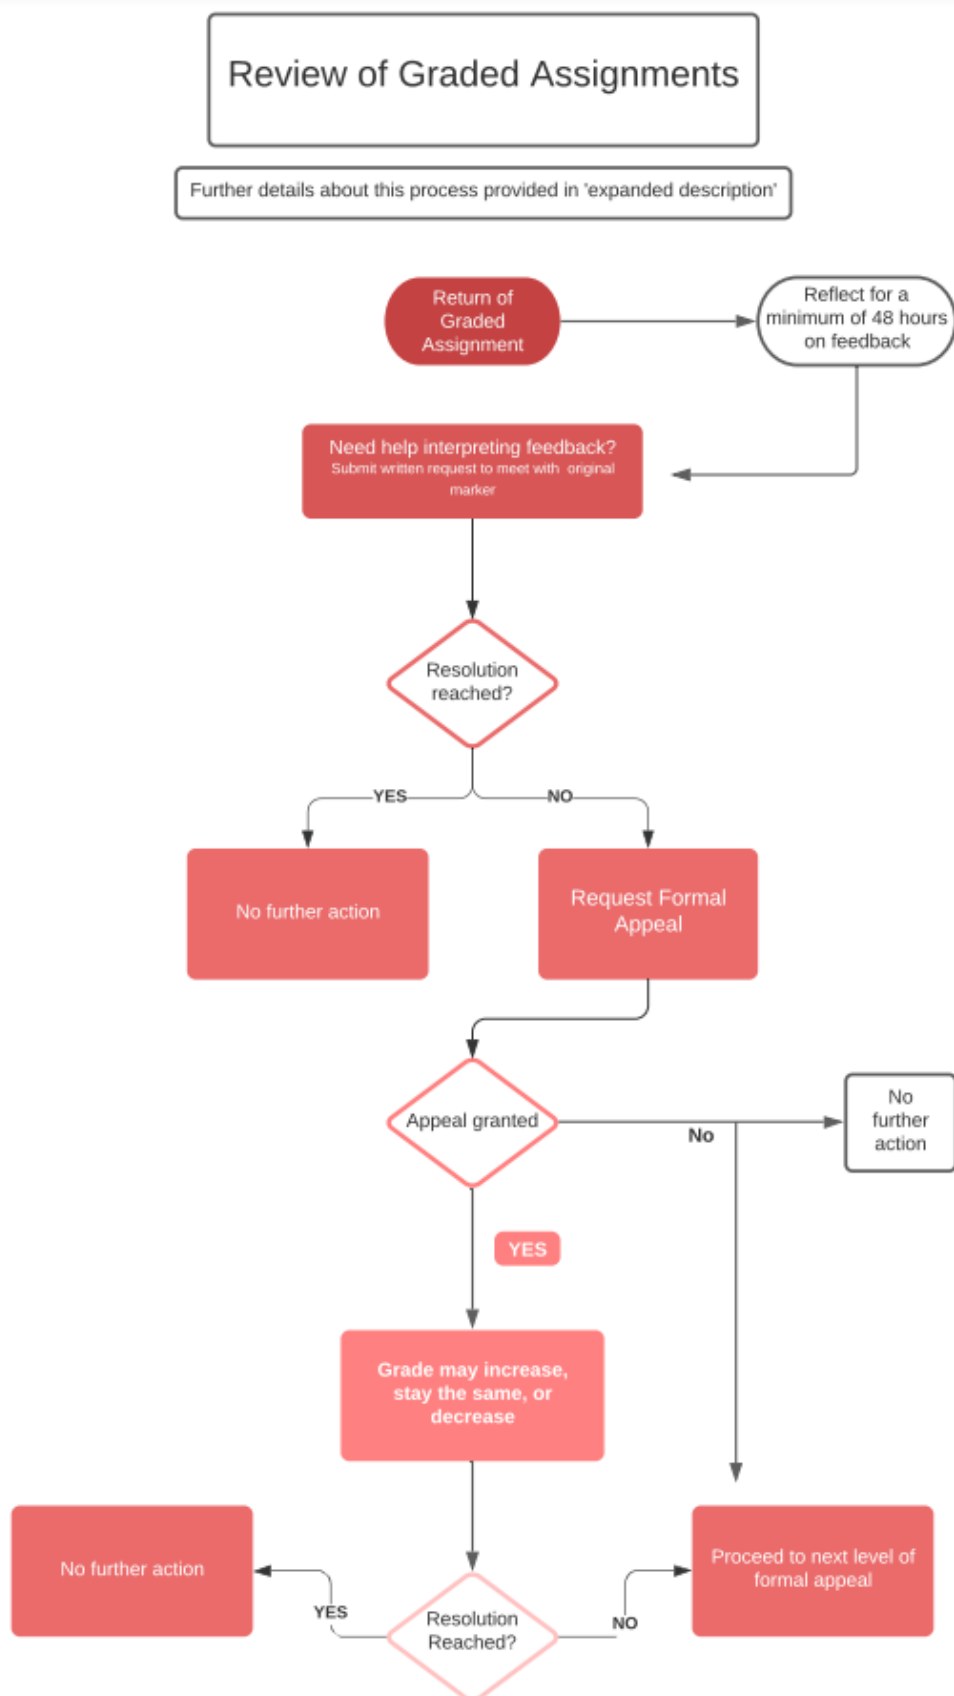 Review of Graded Assignments
Further details about this process provided in 'expanded description'
Return of
Graded
Assignment
Reflect for a
minimum of 48 hours
on feedback
Need help interpreting feedback?
Submit written request to meet with original
marker
Resolution
reached?
YES
NO
No further action
Request Formal
Appeal
Appeal granted
No
No
further
action
YES
Grade may increase,
stay the same, or
decrease
No further action
Proceed to next level of
formal appeal
YES
Resolution
Reached?
NO